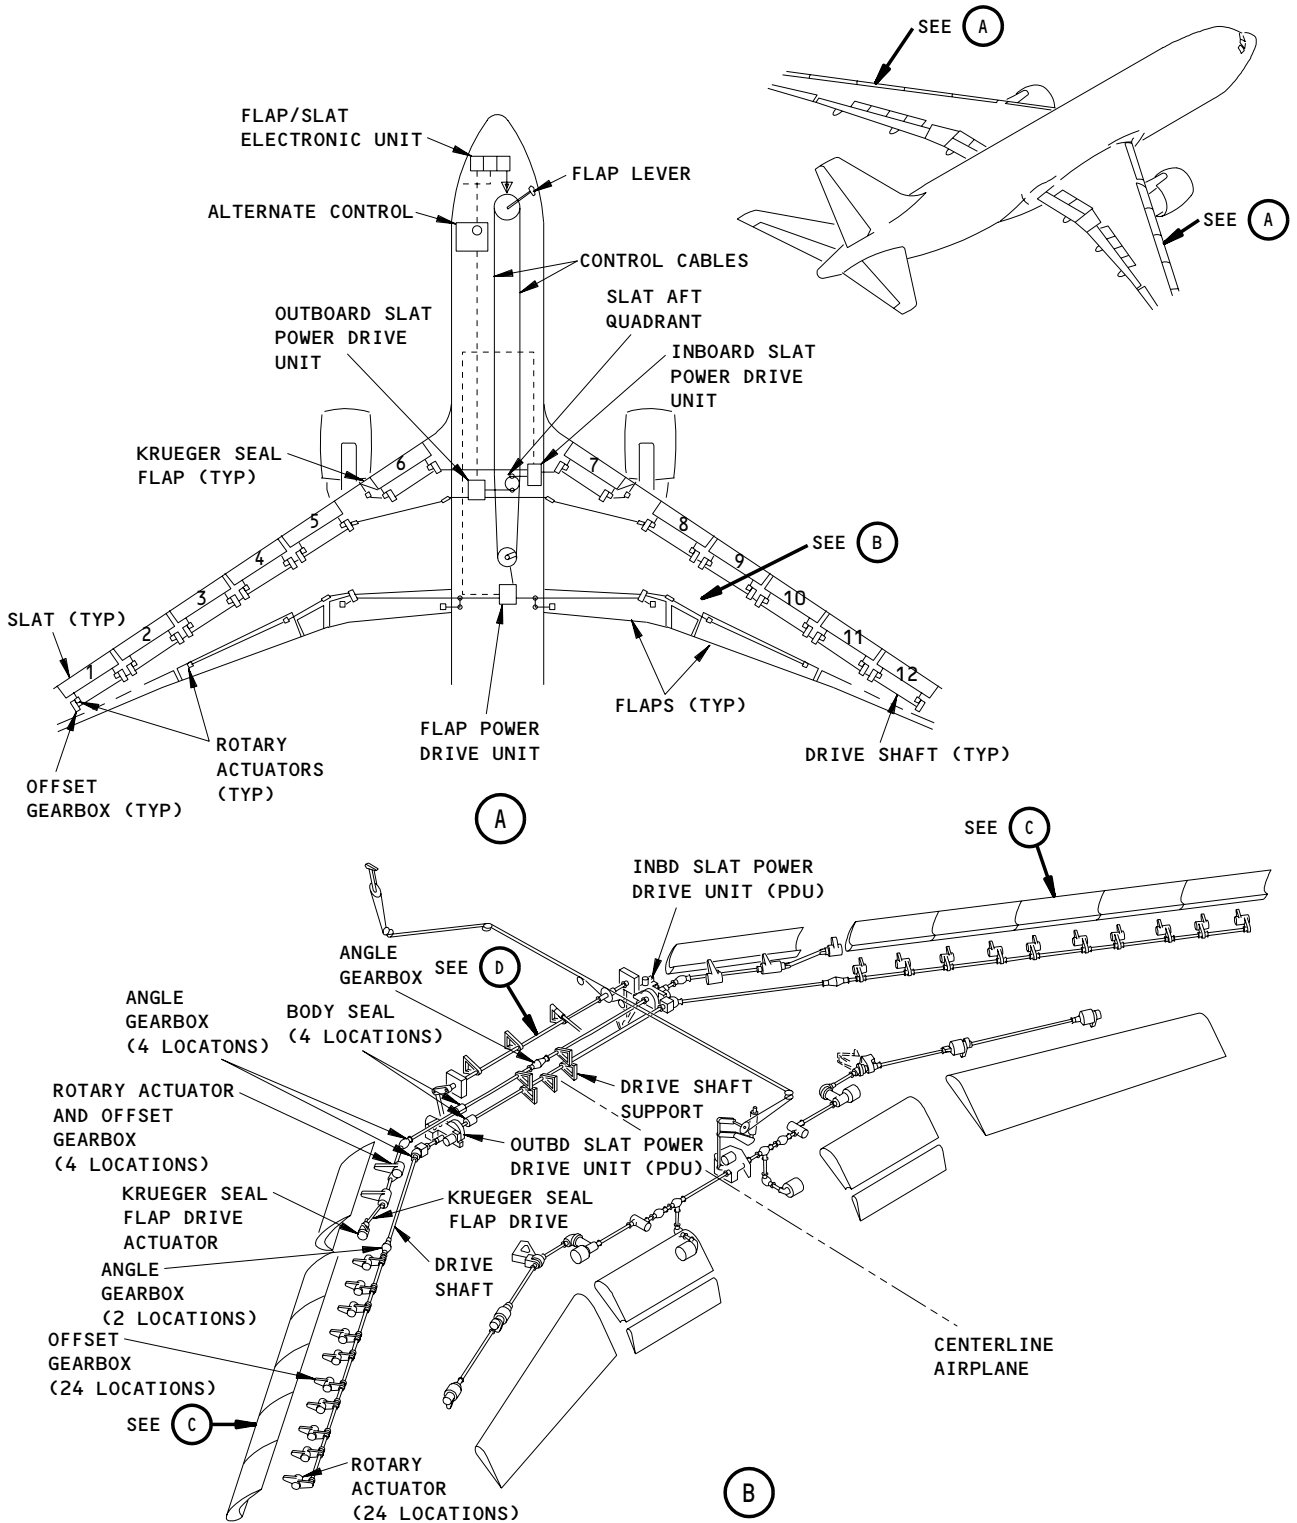 SEE A
FLAP/SLAT
ELECTRONIC UNIT
FLAP LEVER
ALTERNATE CONTROL
SEE A
CONTROL CABLES
SLAT AFT
QUADRANT
OUTBOARD SLAT
POWER DRIVE
UNIT
INBOARD SLAT
POWER DRIVE
UNIT
KRUEGER SEAL
FLAP (TYP)
6
7
5
8
4
9
3
10
2
11
1
12
SEE B
SLAT (TYP)
FLAPS (TYP)
FLAP POWER
DRIVE UNIT
ROTARY
ACTUATORS
(TYP)
DRIVE SHAFT (TYP)
OFFSET
GEARBOX (TYP)
A
SEE C
INBD SLAT POWER
DRIVE UNIT (PDU)
ANGLE
GEARBOX
SEE D
ANGLE
GEARBOX
(4 LOCATONS)
BODY SEAL
(4 LOCATIONS)
ROTARY ACTUATOR
AND OFFSET
GEARBOX
(4 LOCATIONS)
DRIVE SHAFT
SUPPORT
OUTBD SLAT POWER
DRIVE UNIT (PDU)
KRUEGER SEAL
FLAP DRIVE
ACTUATOR
KRUEGER SEAL
FLAP DRIVE
ANGLE
GEARBOX
(2 LOCATIONS)
DRIVE
SHAFT
OFFSET
GEARBOX
(24 LOCATIONS)
SEE C
CENTERLINE
AIRPLANE
ROTARY
ACTUATOR
(24 LOCATIONS)
B